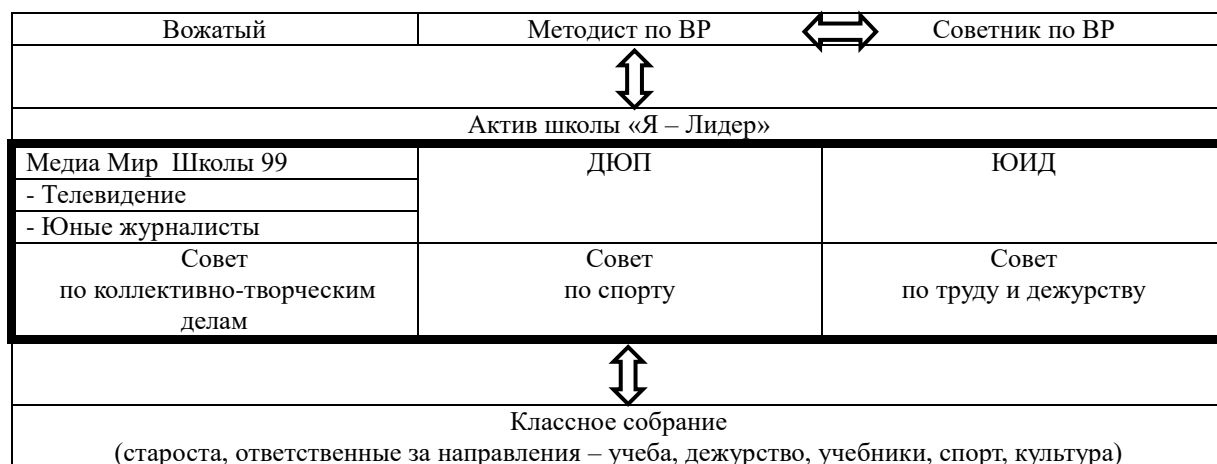 Вожатый
Методист по ВР
Советник по ВР
Актив школы «Я – Лидер»
Медиа Мир Школы 99
- Телевидение
- Юные журналисты
ДЮП
ЮИД
Совет
по коллективно-творческим
делам
Совет
по спорту
Совет
по труду и дежурству
Классное собрание
(староста, ответственные за направления – учеба, дежурство, учебники, спорт, культура)